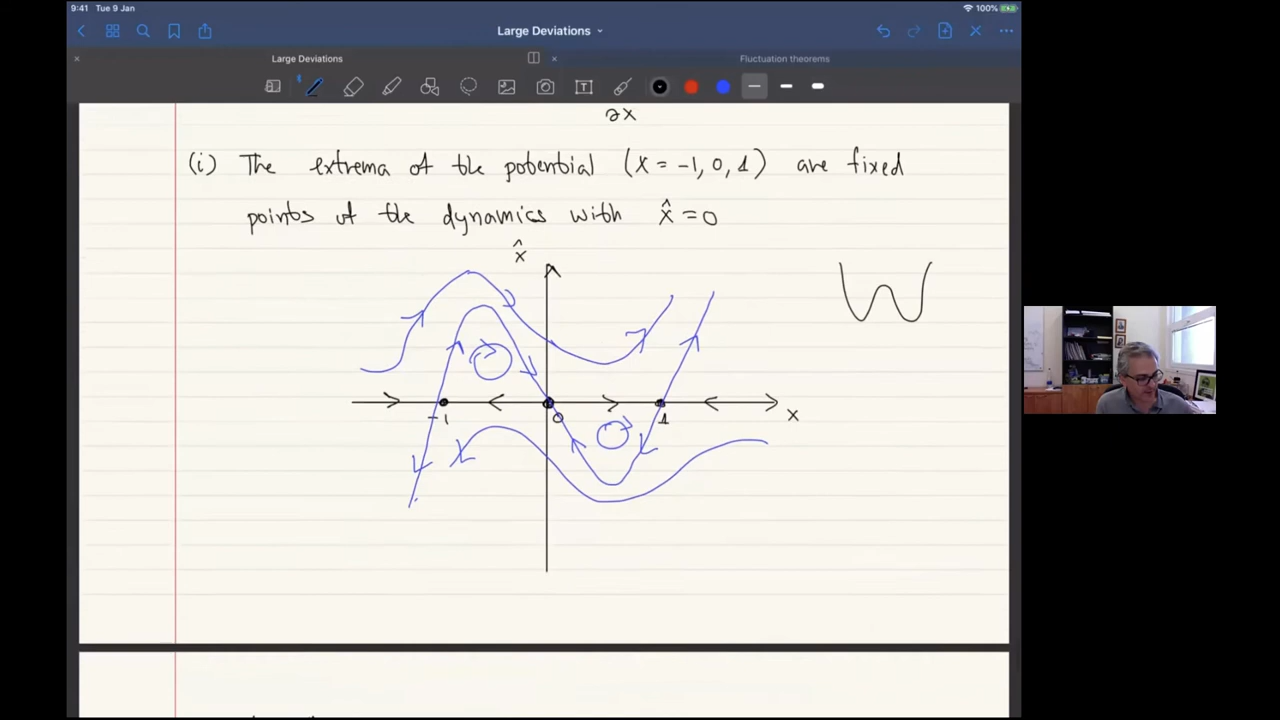 9:41 Tue 9 Jan
100%
Large Deviations
Large Deviations
Fluctuation theorems
∂x
(i) The extrema of the potential (x = -1, 0, 1) are fixed
points of the dynamics with x̂ = 0
x̂
-1 0 1 x